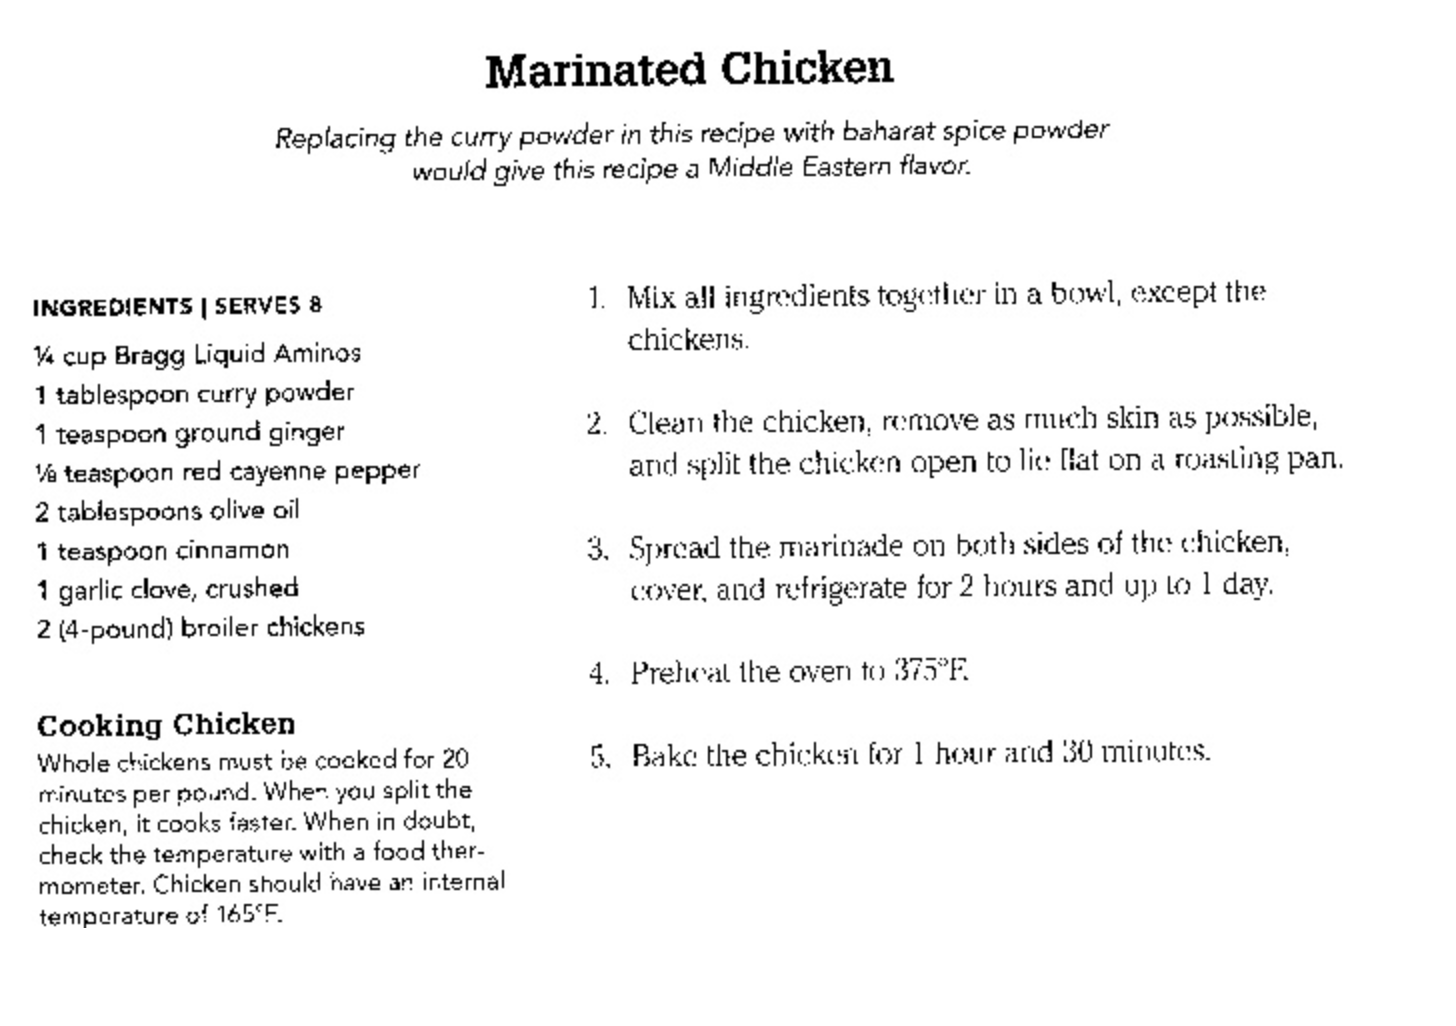 Marinated Chicken
Replacing the curry powder in this recipe with baharat spice powder
would give this recipe a Middle Eastern flavor.
INGREDIENTS | SERVES 8
¼ cup Bragg Liquid Aminos
1 tablespoon curry powder
1 teaspoon ground ginger
⅛ teaspoon red cayenne pepper
2 tablespoons olive oil
1 teaspoon cinnamon
1 garlic clove, crushed
2 (4-pound) broiler chickens
Cooking Chicken
Whole chickens must be cooked for 20
minutes per pound. When you split the
chicken, it cooks faster. When in doubt,
check the temperature with a food ther-
mometer. Chicken should have an internal
temperature of 165°F.
1. Mix all ingredients together in a bowl, except the
chickens.
2. Clean the chicken, remove as much skin as possible,
and split the chicken open to lie flat on a roasting pan.
3. Spread the marinade on both sides of the chicken,
cover, and refrigerate for 2 hours and up to 1 day.
4. Preheat the oven to 375°F.
5. Bake the chicken for 1 hour and 30 minutes.